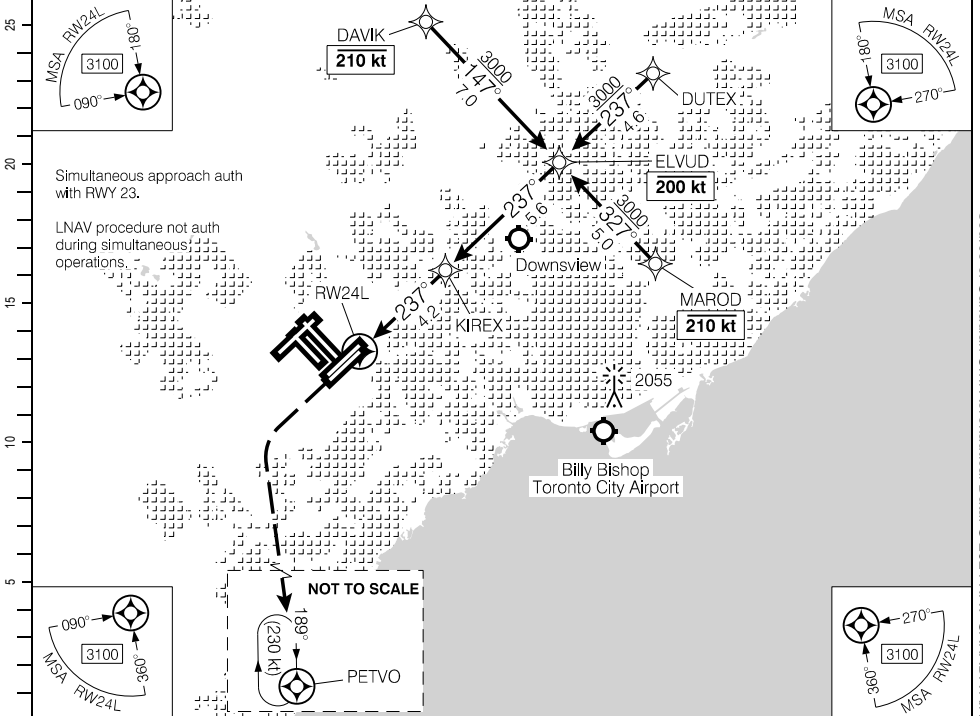 25
20
15
10
5
MSA RW24L
180°
3100
090°
MSA RW24L
180°
3100
270°
DAVIK
210 kt
3000
147°
7.0
3000
237°
4.6
DUTEX
ELVUD
200 kt
Simultaneous approach auth
with RWY 23.
LNAV procedure not auth
during simultaneous
operations.
237°
5.6
3000
327°
5.0
Downsview
MAROD
210 kt
RW24L
237°
4.2
KIREX
2055
Billy Bishop
Toronto City Airport
NOT TO SCALE
189°
(230 kt)
PETVO
090°
3100
360°
MSA RW24L
270°
3100
360°
MSA RW24L